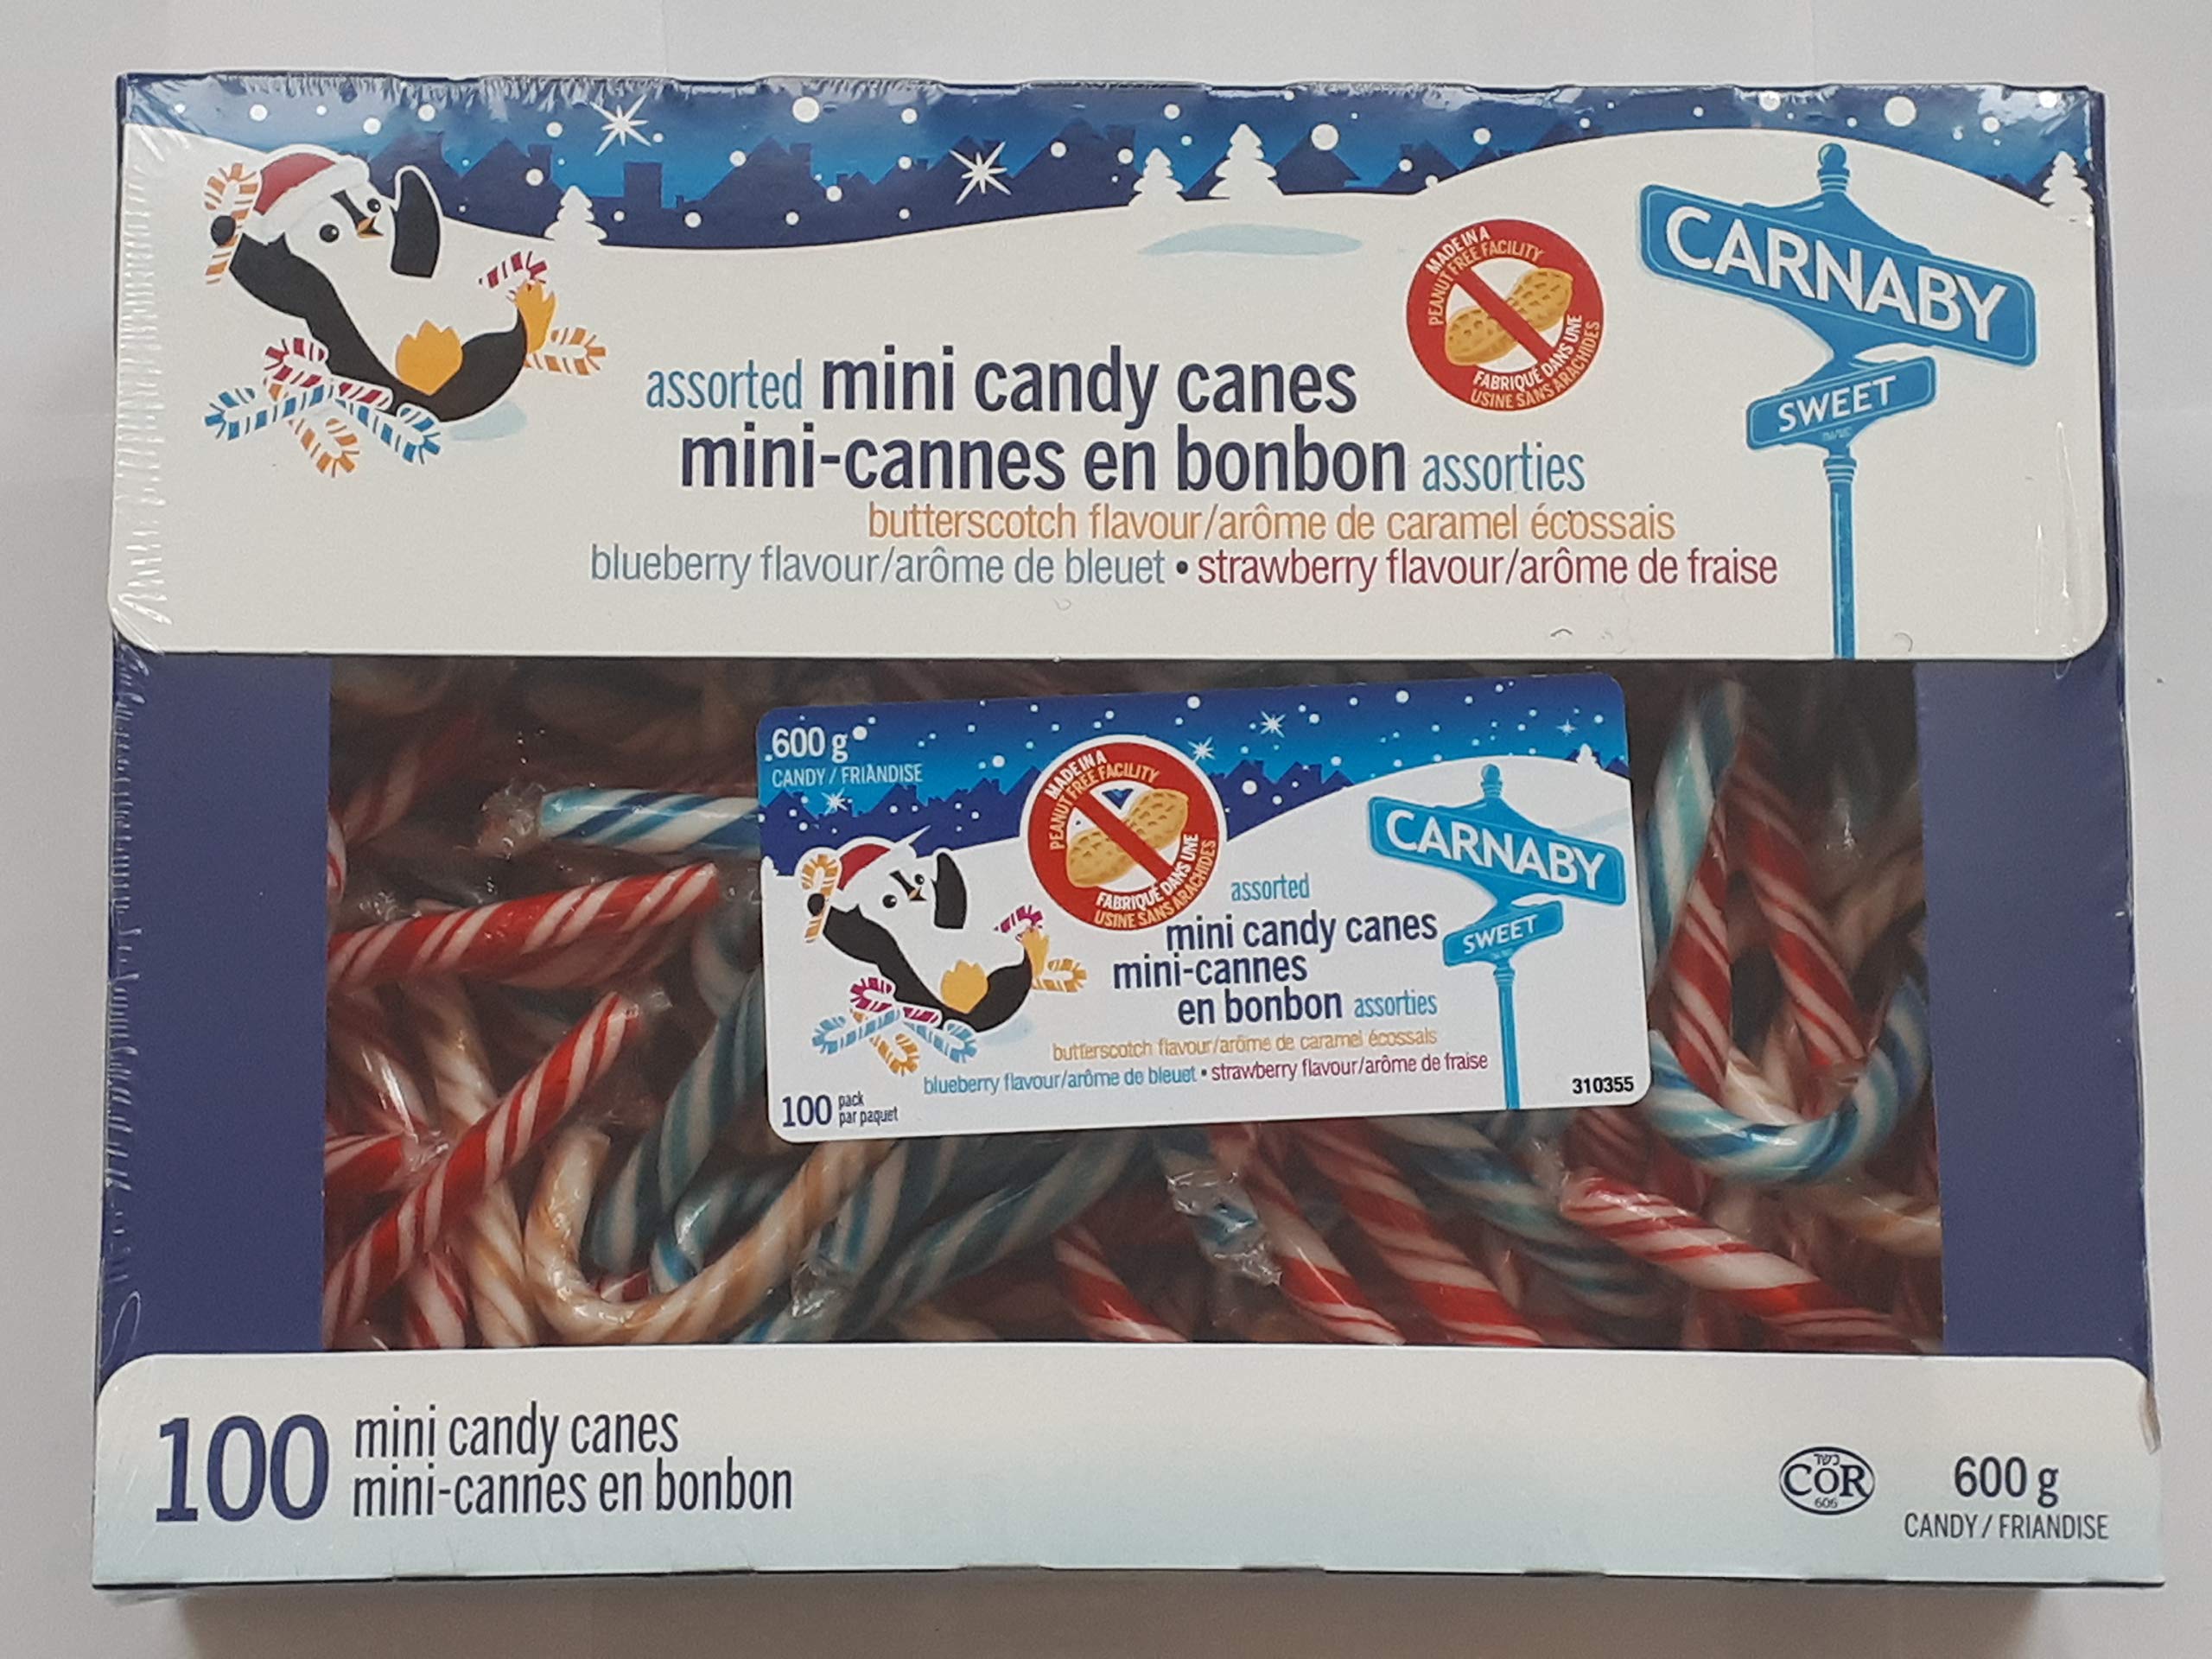 MADE IN A
PEANUT FREE FACILITY
FABRIQUÉ DANS UNE
USINE SANS ARACHIDES
CARNABY
SWEET
assorted mini candy canes
mini-cannes en bonbon assorties
butterscotch flavour/arôme de caramel écossais
blueberry flavour/arôme de bleuet • strawberry flavour/arôme de fraise
600 g
CANDY / FRIANDISE
MADE IN A
PEANUT FREE FACILITY
FABRIQUÉ DANS UNE
USINE SANS ARACHIDES
CARNABY
SWEET
assorted
mini candy canes
mini-cannes
en bonbon assorties
butterscotch flavour/arôme de caramel écossais
blueberry flavour/arôme de bleuet • strawberry flavour/arôme de fraise
100 pack
par paquet
310355
100 mini candy canes
mini-cannes en bonbon
כשר
COR
606
600 g
CANDY / FRIANDISE